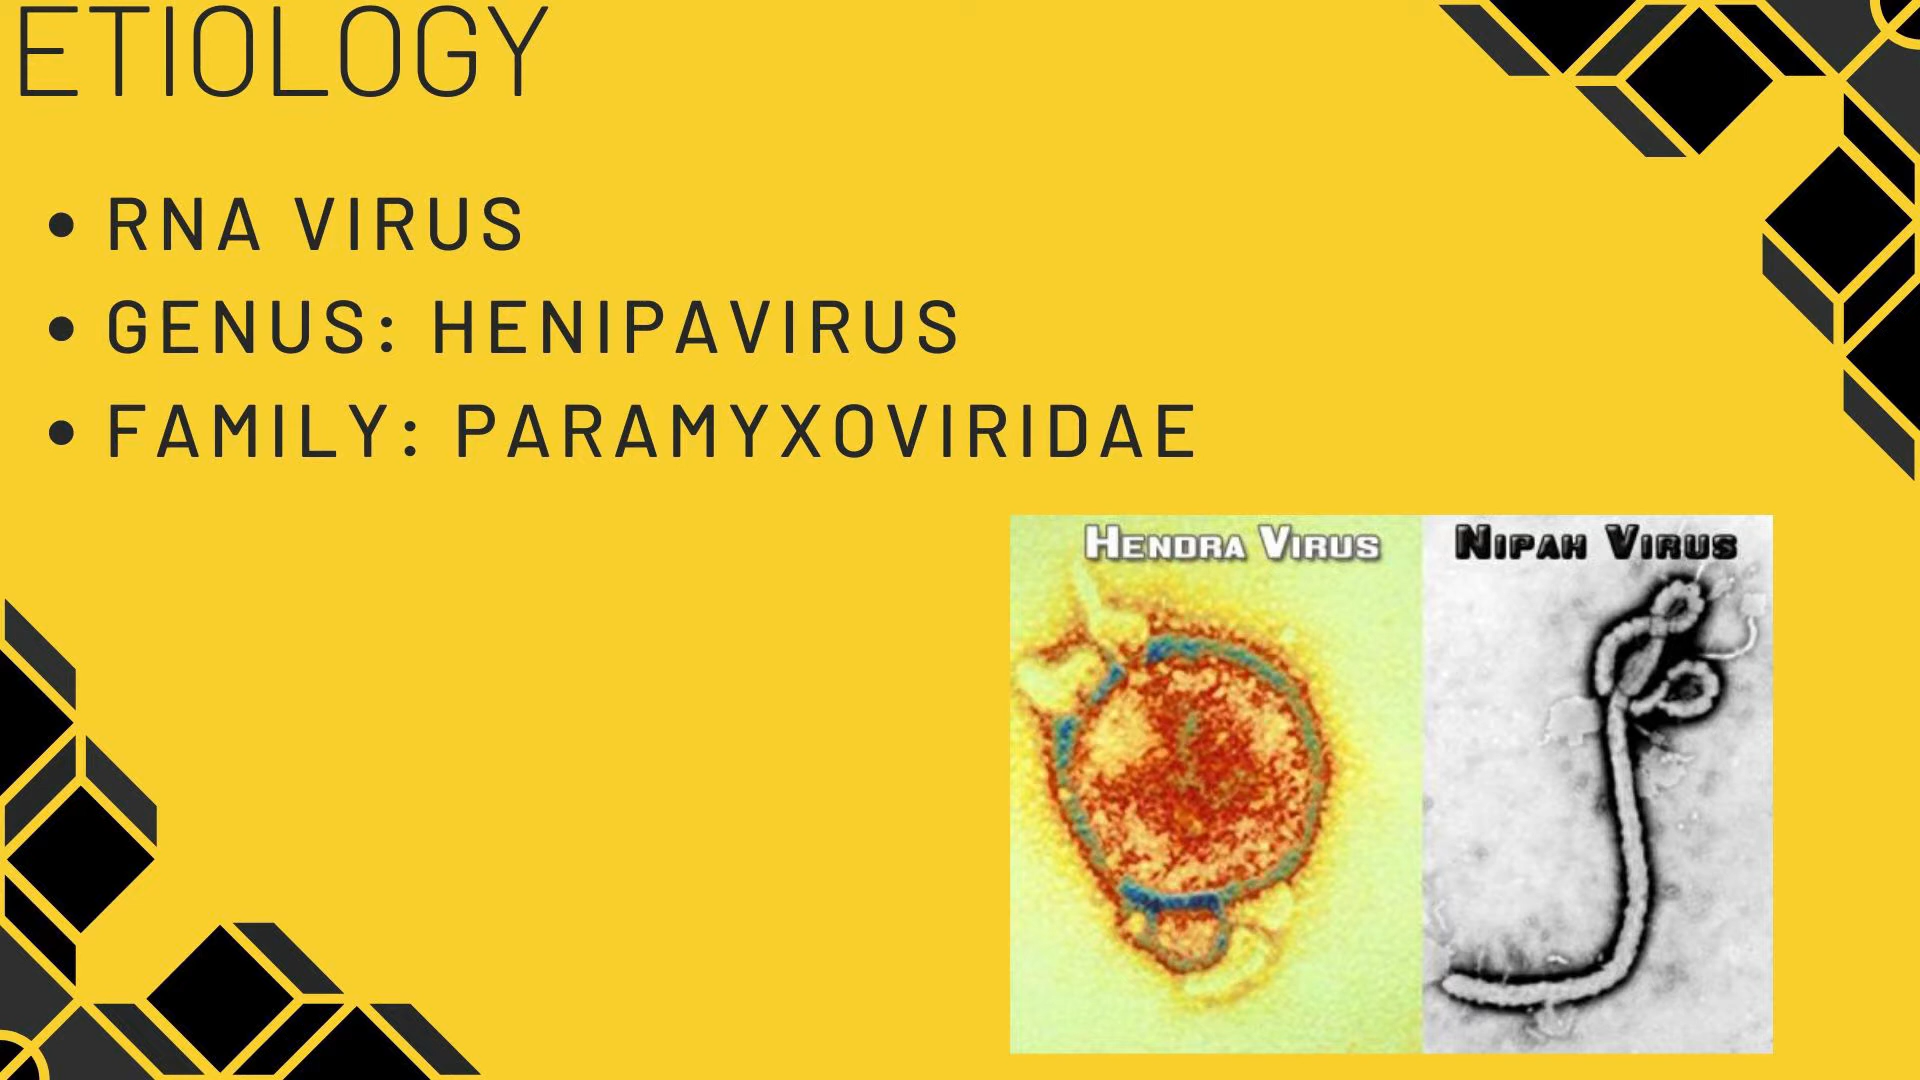 ETIOLOGY
• RNA VIRUS
• GENUS: HENIPAVIRUS
• FAMILY: PARAMYXOVIRIDAE
HENDRA VIRUS
NIPAH VIRUS